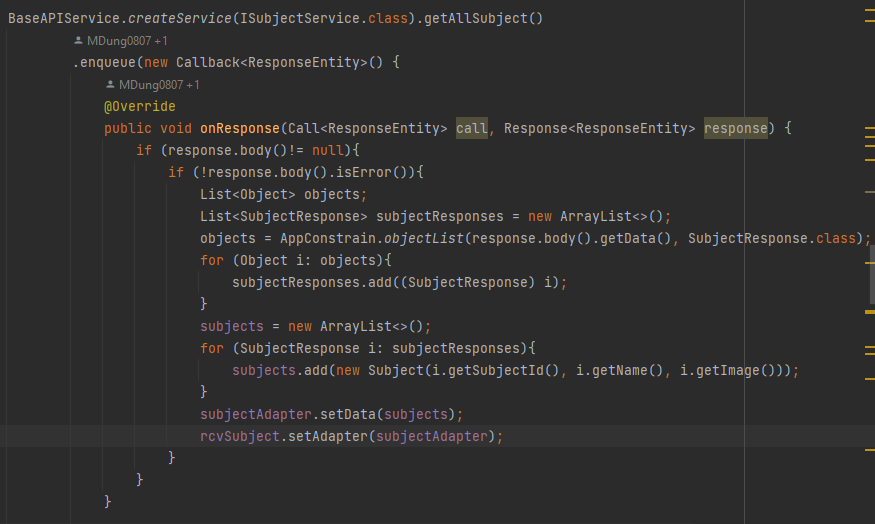 BaseAPIService.createService(ISubjectService.class).getAllSubject()
MDung0807 +1
.enqueue(new Callback<ResponseEntity>() {
MDung0807 +1
@Override
public void onResponse(Call<ResponseEntity> call, Response<ResponseEntity> response) {
if (response.body()!= null){
if (!response.body().isError()){
List<Object> objects;
List<SubjectResponse> subjectResponses = new ArrayList<>();
objects = AppConstrain.objectList(response.body().getData(), SubjectResponse.class);
for (Object i: objects){
subjectResponses.add((SubjectResponse) i);
}
subjects = new ArrayList<>();
for (SubjectResponse i: subjectResponses){
subjects.add(new Subject(i.getSubjectId(), i.getName(), i.getImage()));
}
subjectAdapter.setData(subjects);
rcvSubject.setAdapter(subjectAdapter);
}
}
}